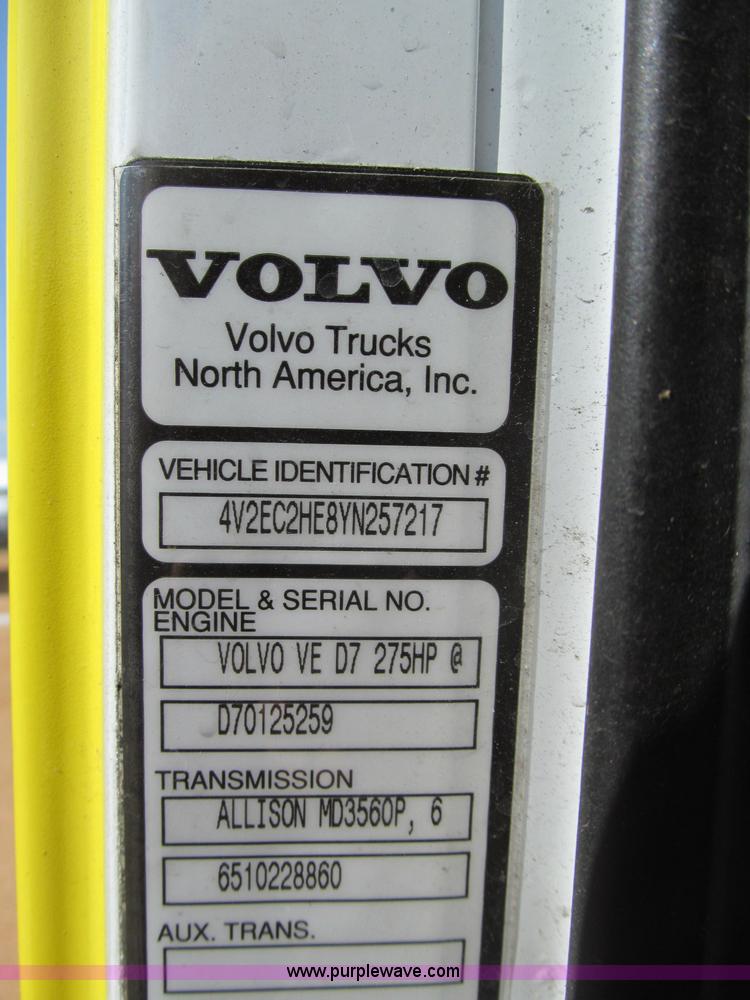 VOLVO
Volvo Trucks
North America, Inc.
VEHICLE IDENTIFICATION #
4V2EC2HE8YN257217
MODEL & SERIAL NO.
ENGINE
VOLVO VE D7 275HP @
D70125259
TRANSMISSION
ALLISON MD3560P, 6
6510228860
AUX. TRANS.
www.purplewave.com